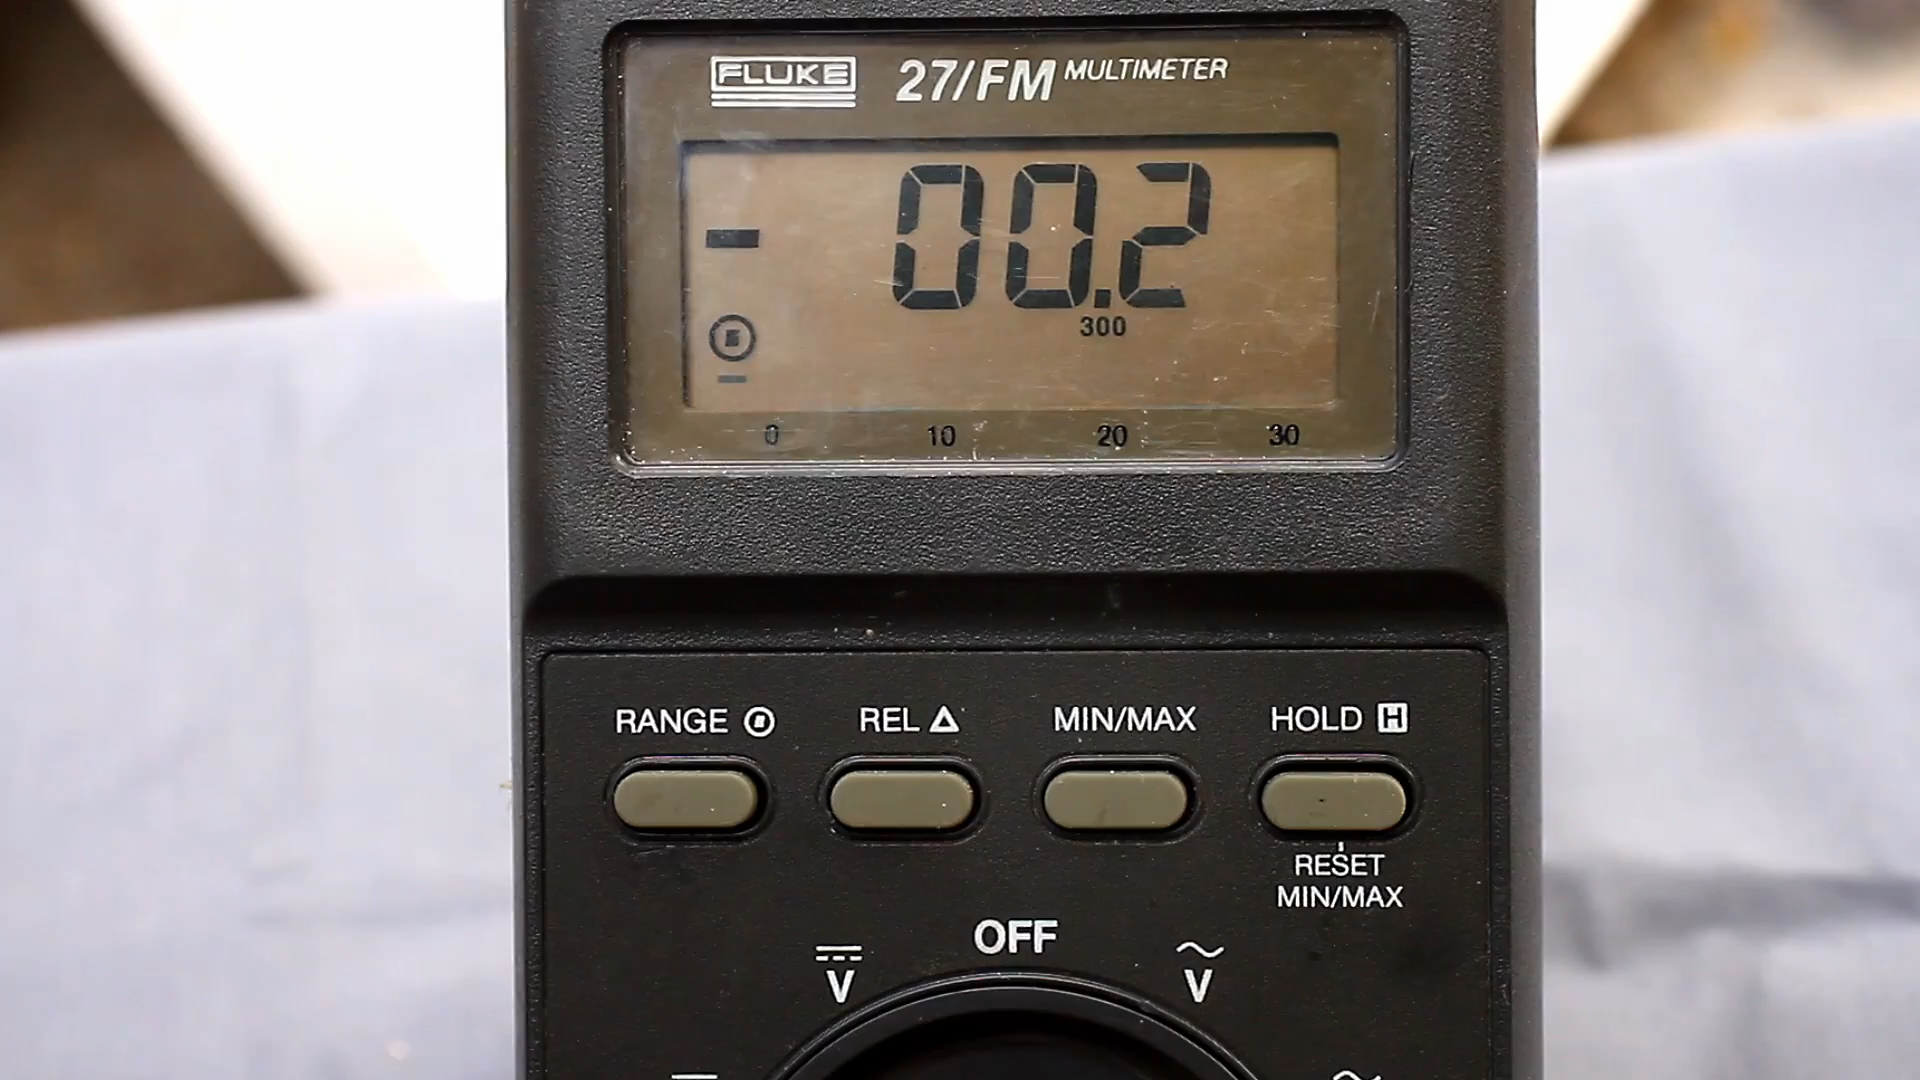 FLUKE 27/FM MULTIMETER
- 00.2
300
0 10 20 30
RANGE REL Δ MIN/MAX HOLD H
RESET
MIN/MAX
OFF
V V